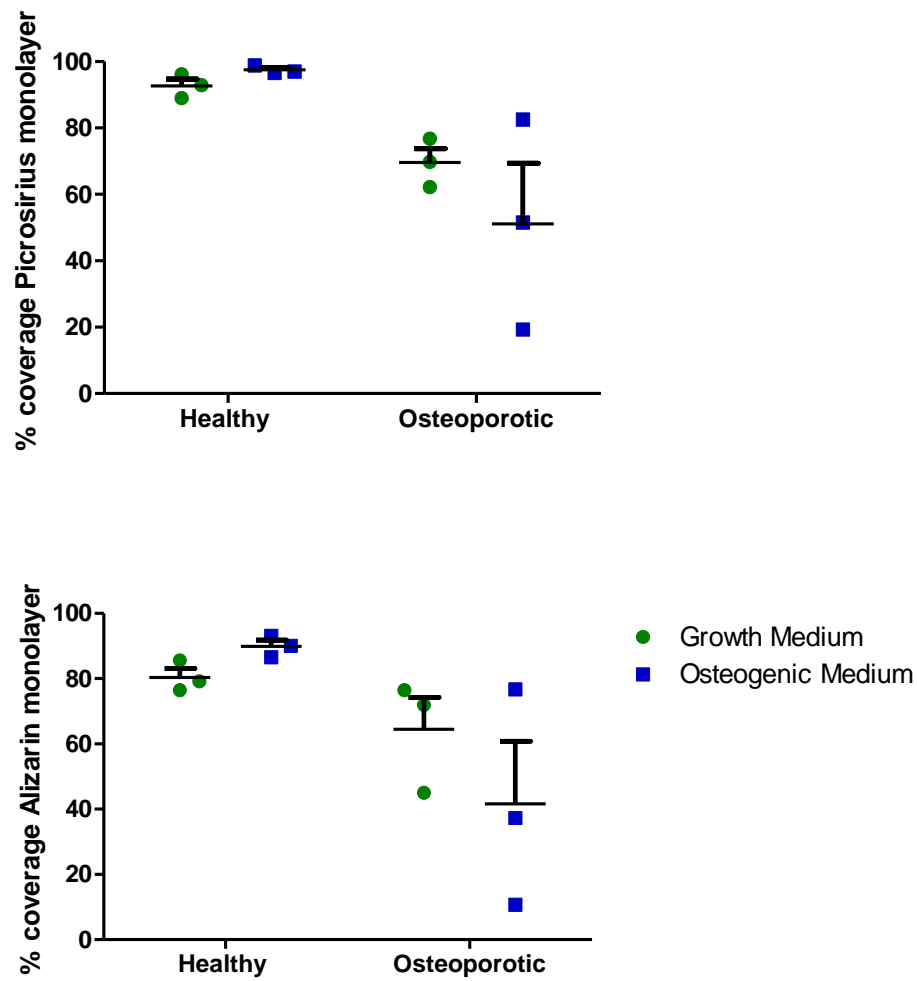 % coverage Picrosirius monolayer
100
80
60
40
20
0
Healthy Osteoporotic
% coverage Alizarin monolayer
100
80
60
40
20
0
Healthy Osteoporotic
Growth Medium
Osteogenic Medium